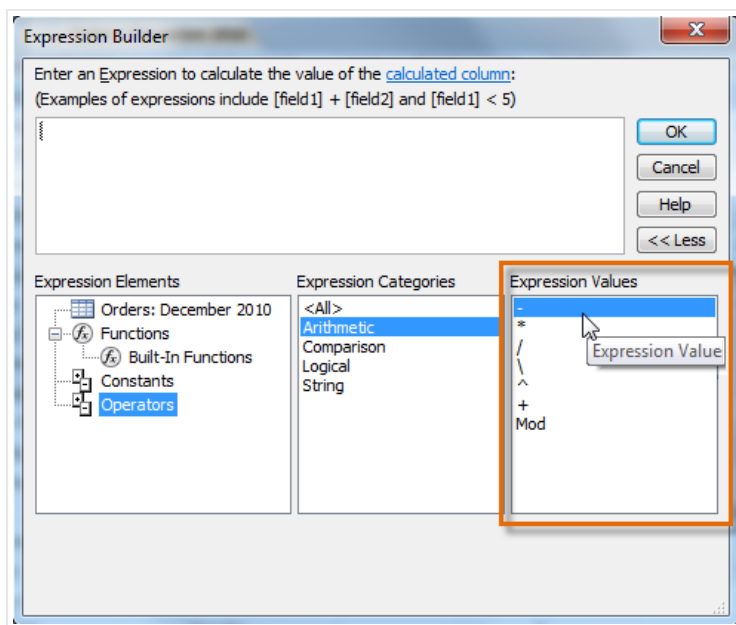 Expression Builder
x
Enter an Expression to calculate the value of the calculated column:
(Examples of expressions include [field1] + [field2] and [field1] < 5)
OK
Cancel
Help
<< Less
Expression Elements
Orders: December 2010
Functions
Built-In Functions
Constants
Operators
Expression Categories
<All>
Arithmetic
Comparison
Logical
String
Expression Values
-
*
/
\
^
+
Mod
Expression Value